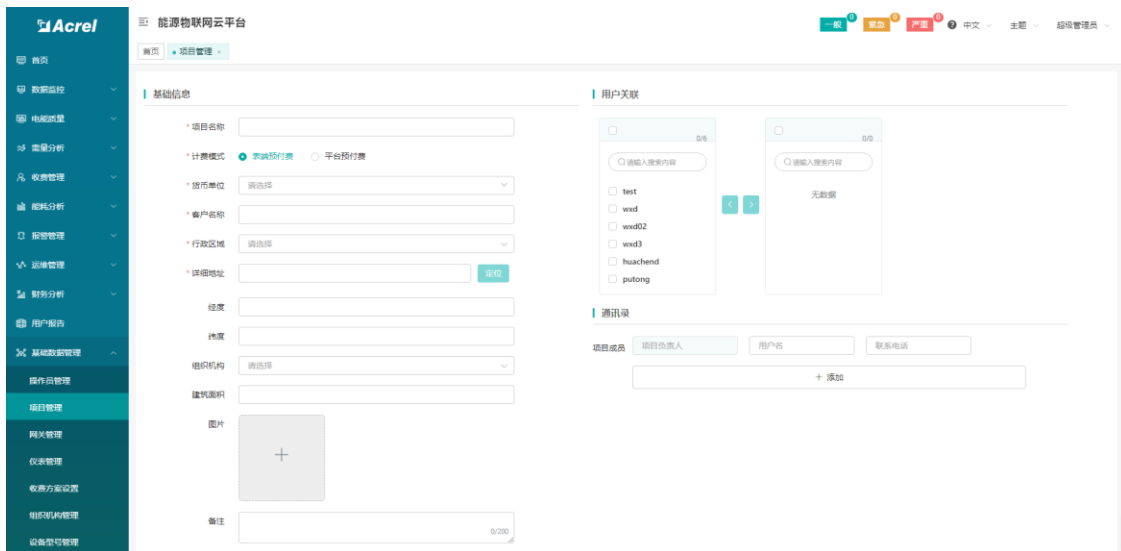 Acrel
能源物联网云平台
一般 0 紧急 0 严重 0 中文 主题 超级管理员
首页 项目管理
首页
数据监控
电能质量
需量分析
收费管理
能耗分析
报警管理
运维管理
财务分析
用户报告
基础数据管理
操作员管理
项目管理
网关管理
仪表管理
收费方案设置
组织机构管理
设备型号管理
基础信息
*项目名称
*计费模式 表端预付费 平台预付费
*货币单位 请选择
*客户名称
*行政区域 请选择
*详细地址 定位
经度
纬度
组织机构 请选择
建筑面积
图片
+
备注
0/200
用户关联
0/6
请输入搜索内容
test
wxd
wxd02
wxd3
huachend
putong
< >
0/0
请输入搜索内容
无数据
通讯录
项目成员 项目负责人 用户名 联系电话
+ 添加